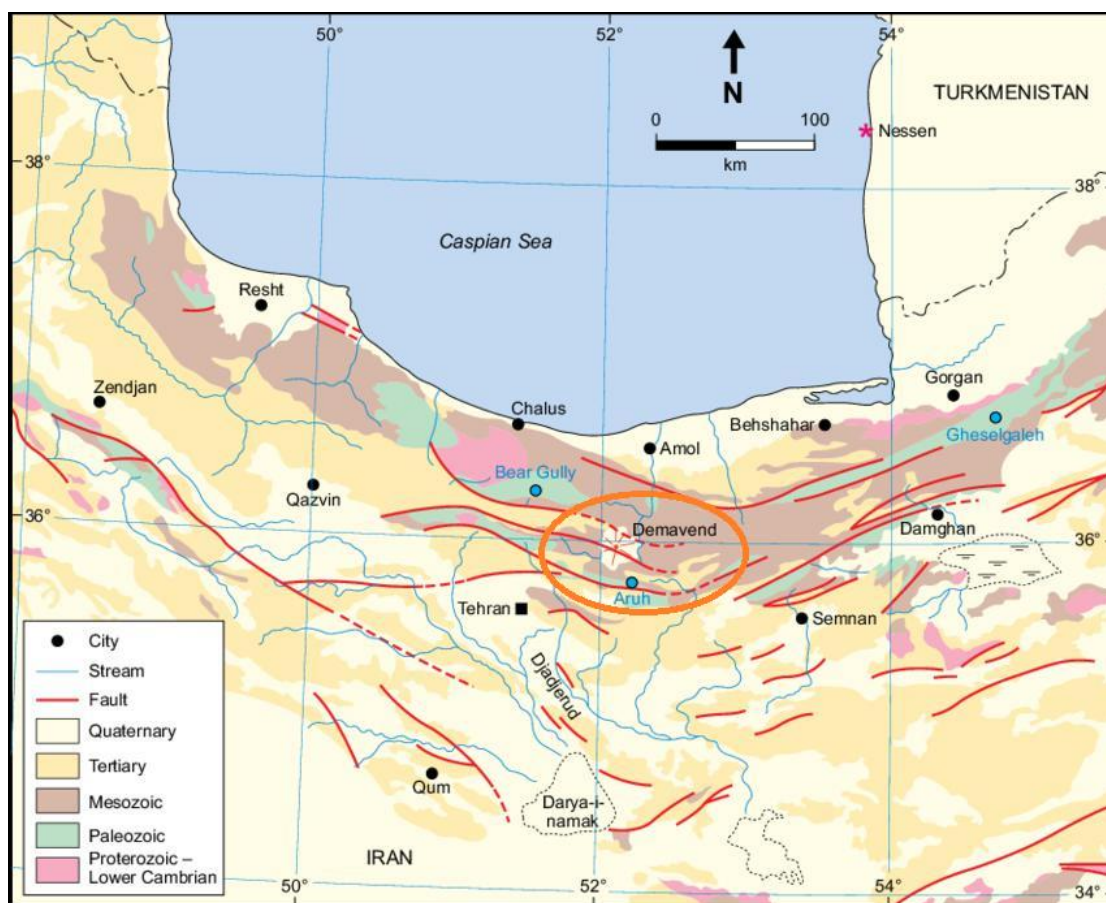 50°
52°
54°
N
TURKMENISTAN
0
100
km
Nessen
38°
38°
Caspian Sea
Resht
Zendjan
Chalus
Gorgan
Behshahar
Gheselgaleh
Amol
Bear Gully
Qazvin
36°
Demavend
Damghan
36°
Aruh
Tehran
Semnan
City
Stream
Fault
Quaternary
Tertiary
Mesozoic
Paleozoic
Proterozoic –
Lower Cambrian
Djadjerud
Qum
Darya-i-
namak
IRAN
50°
52°
54°